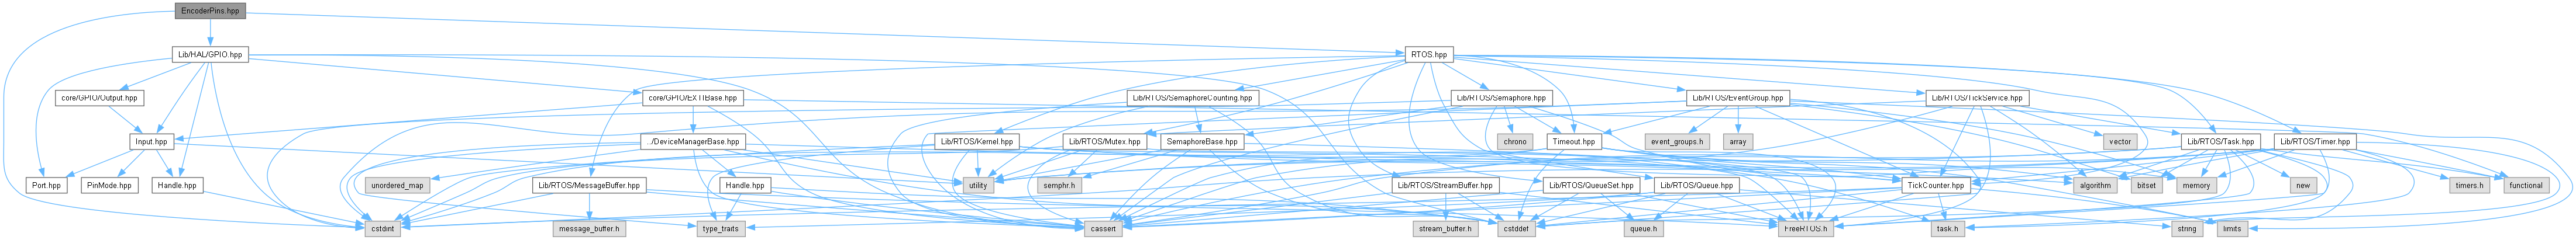 EncoderPins.hpp
Lib/HAL/GPIO.hpp
RTOS.hpp
core/GPIO/Output.hpp
core/GPIO/EXTIBase.hpp
Lib/RTOS/SemaphoreCounting.hpp
Lib/RTOS/Semaphore.hpp
Lib/RTOS/EventGroup.hpp
Lib/RTOS/TickService.hpp
Input.hpp
../DeviceManagerBase.hpp
Lib/RTOS/Kernel.hpp
Lib/RTOS/Mutex.hpp
SemaphoreBase.hpp
chrono
Timeout.hpp
event_groups.h
array
vector
Lib/RTOS/Task.hpp
Lib/RTOS/Timer.hpp
Port.hpp
PinMode.hpp
Handle.hpp
unordered_map
Lib/RTOS/MessageBuffer.hpp
Handle.hpp
utility
semphr.h
Lib/RTOS/StreamBuffer.hpp
Lib/RTOS/QueueSet.hpp
Lib/RTOS/Queue.hpp
TickCounter.hpp
algorithm
bitset
memory
new
timers.h
functional
cstdint
message_buffer.h
type_traits
cassert
stream_buffer.h
cstddef
queue.h
FreeRTOS.h
task.h
string
limits